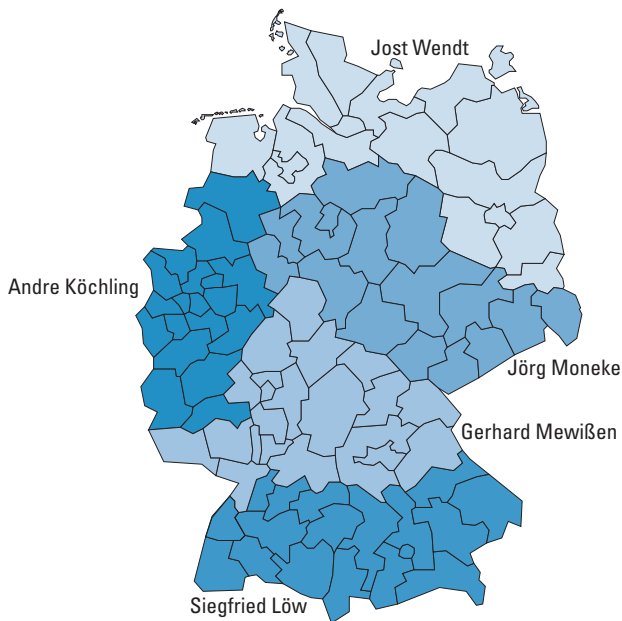 Jost Wendt
Andre Köchling
Jörg Moneke
Gerhard Mewißen
Siegfried Löw